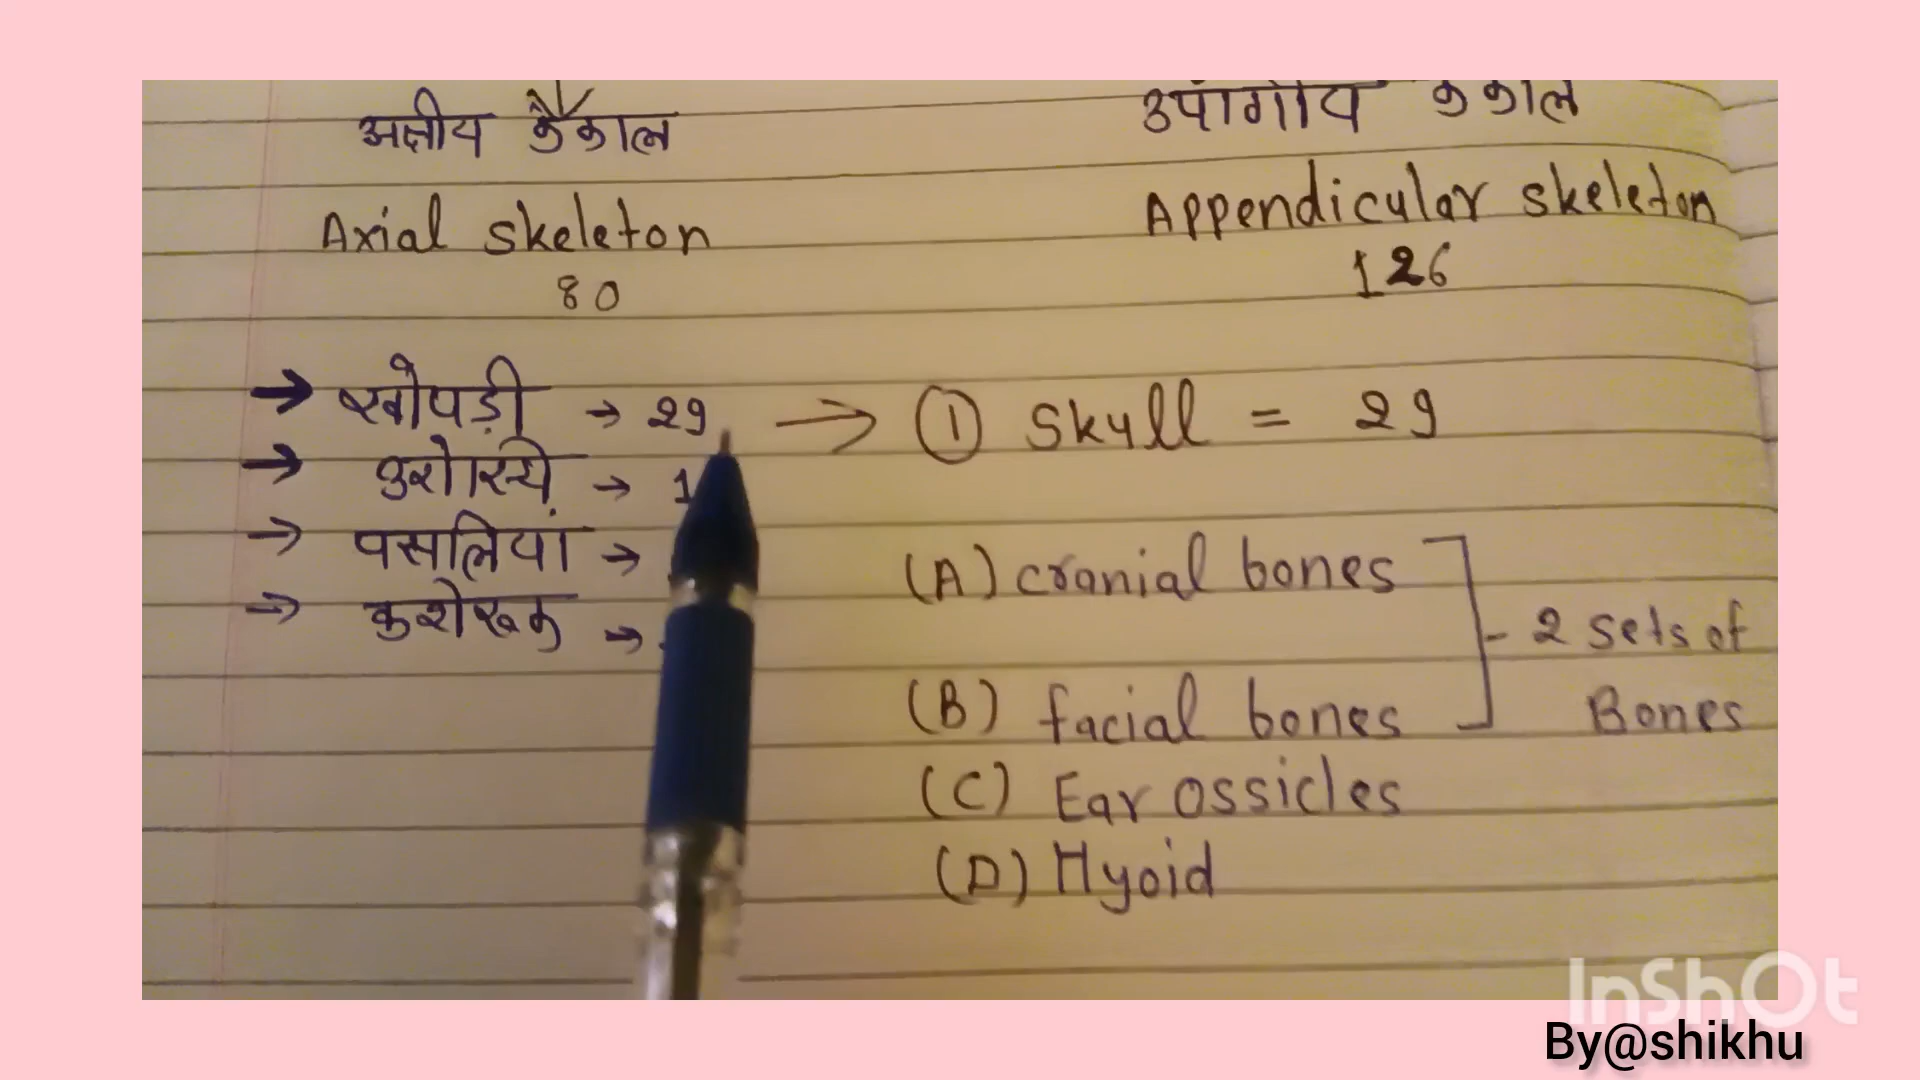 अक्षीय कंकाल
उपांगीय कंकाल
Axial skeleton
Appendicular skeleton
80
126
→ खोपड़ी → 29 → ① Skull = 29
→ उरोस्थि → 1
→ पसलियां →
→ कशेरूक →
(A) cranial bones
(B) facial bones
- 2 sets of
Bones
(C) Ear ossicles
(D) Hyoid
InShOt
By@shikhu